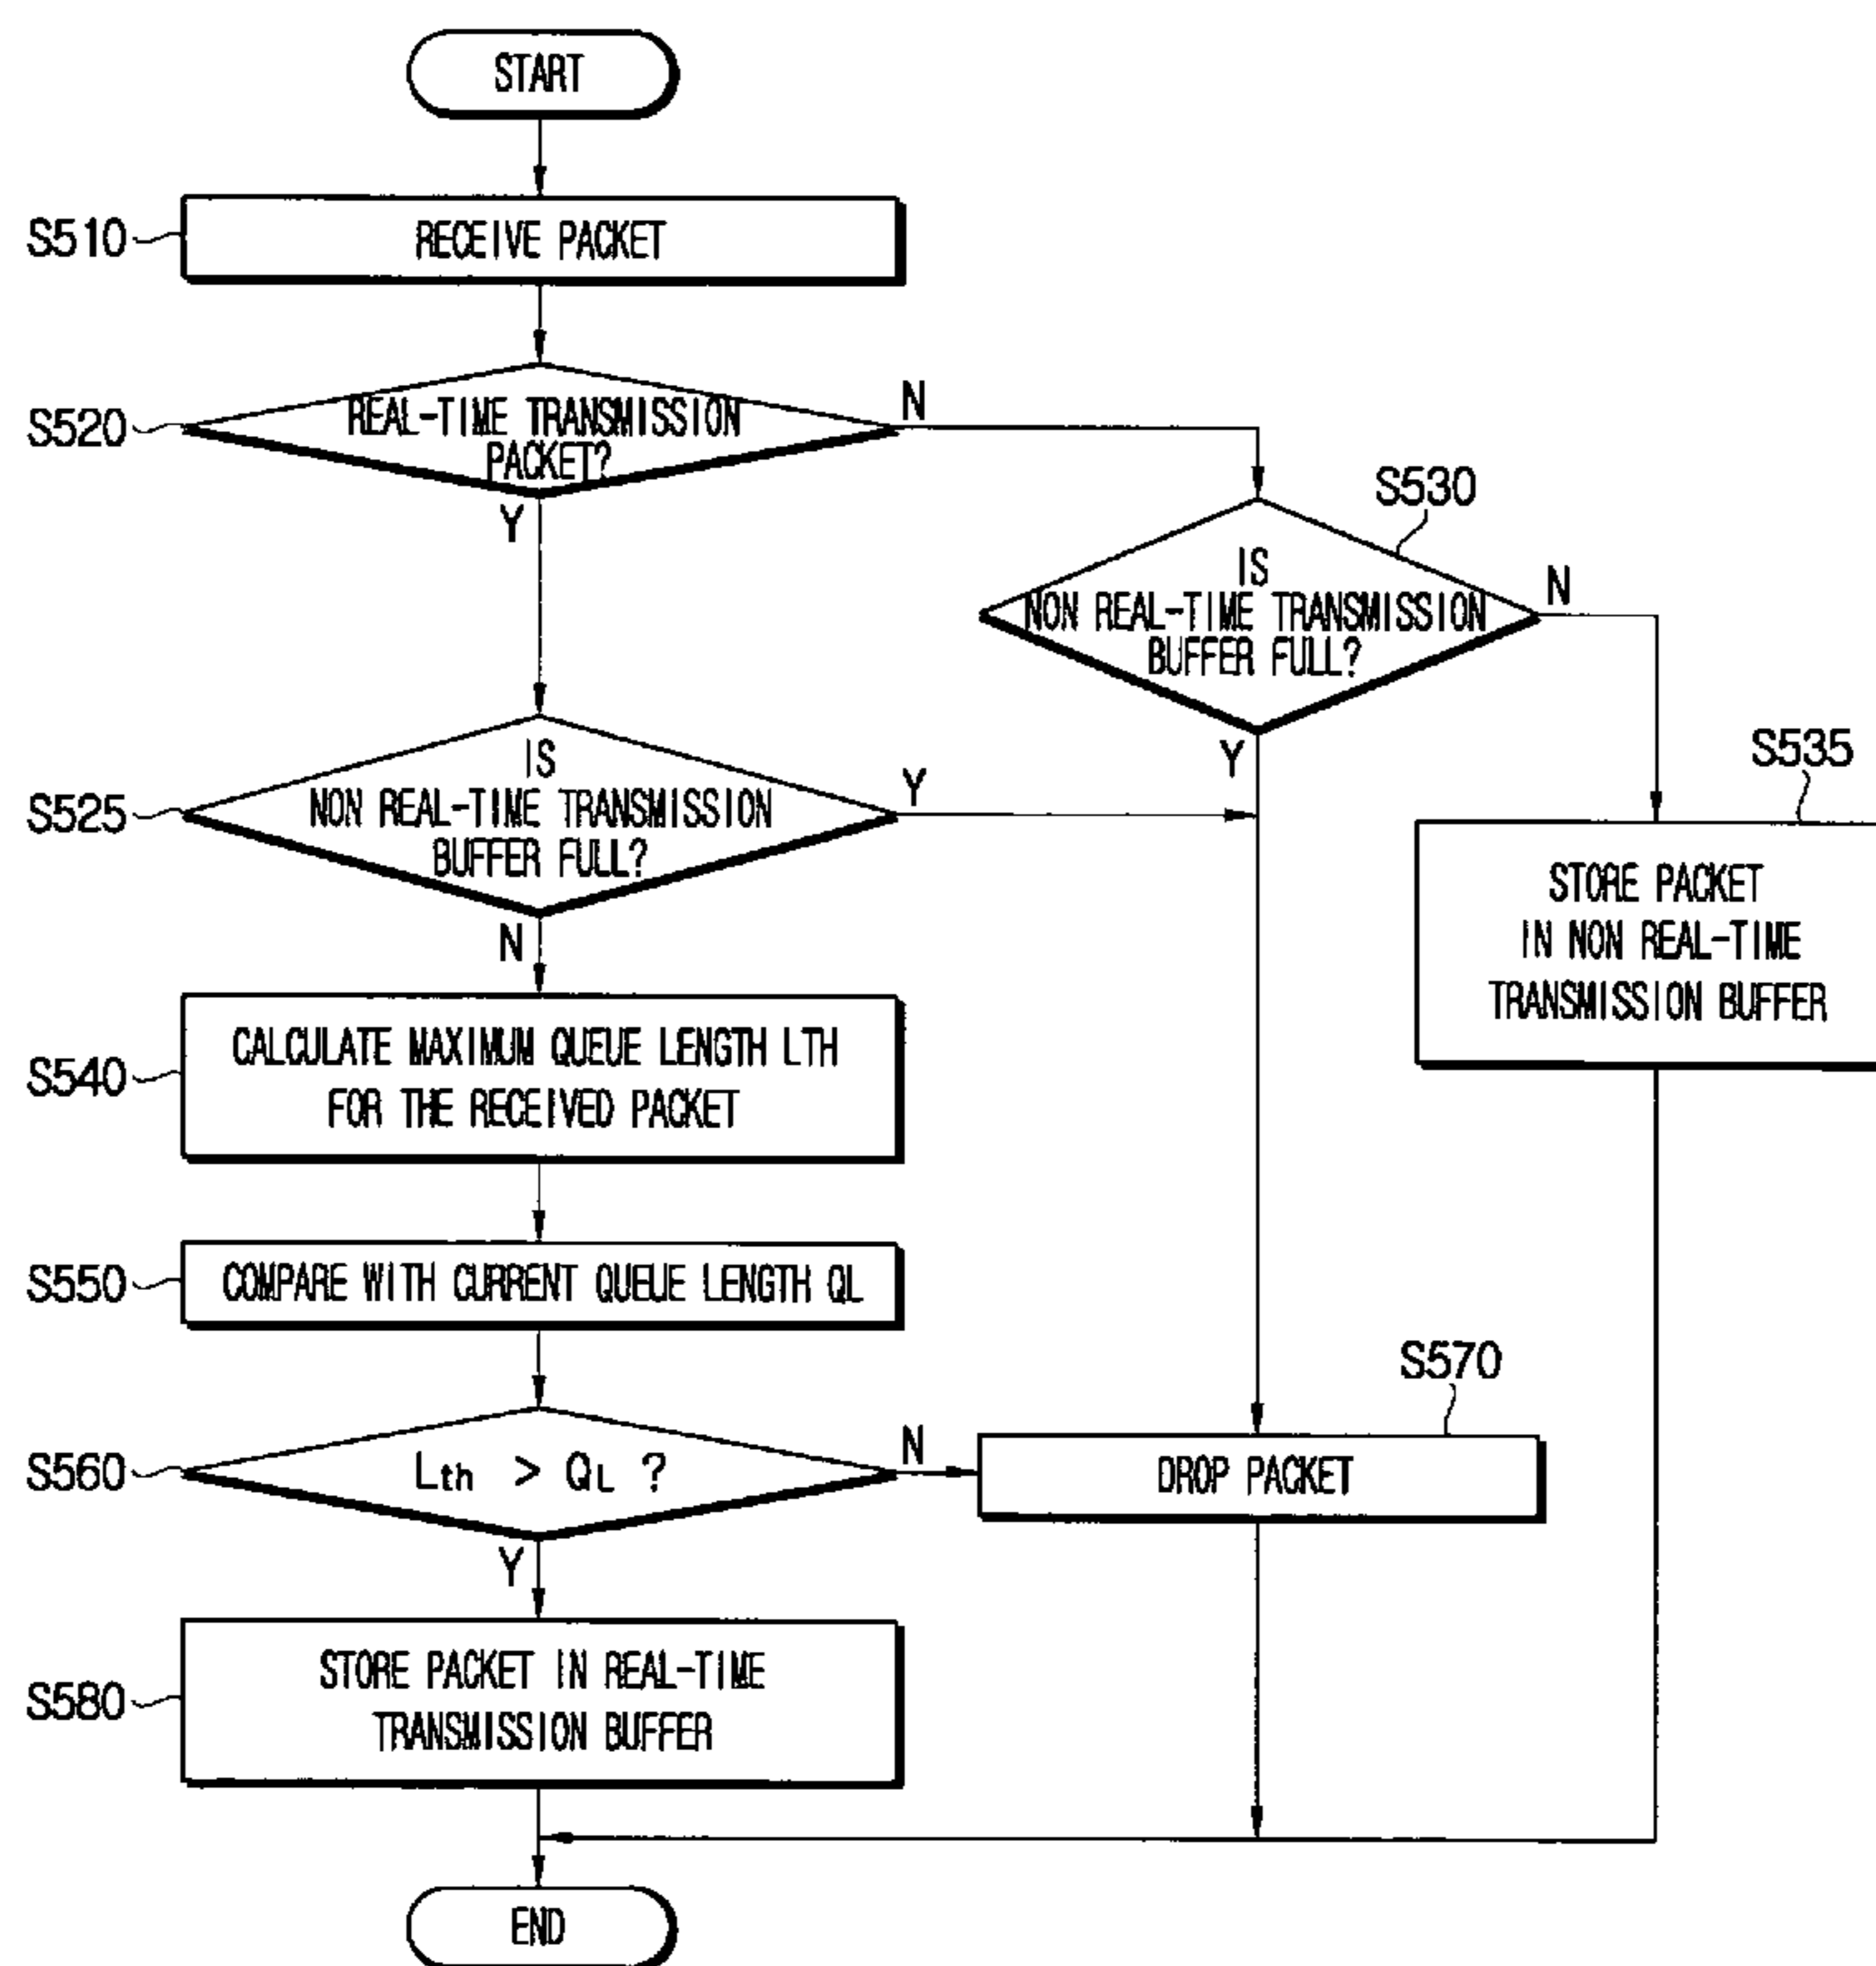 START
S510
RECEIVE PACKET
S520
REAL-TIME TRANSMISSION
PACKET?
N
Y
S530
IS
NON REAL-TIME TRANSMISSION
BUFFER FULL?
N
Y
S525
IS
NON REAL-TIME TRANSMISSION
BUFFER FULL?
Y
N
S535
STORE PACKET
IN NON REAL-TIME
TRANSMISSION BUFFER
S540
CALCULATE MAXIMUM QUEUE LENGTH LTH
FOR THE RECEIVED PACKET
S550
COMPARE WITH CURRENT QUEUE LENGTH QL
S560
Lth > QL ?
N
Y
S570
DROP PACKET
S580
STORE PACKET IN REAL-TIME
TRANSMISSION BUFFER
END